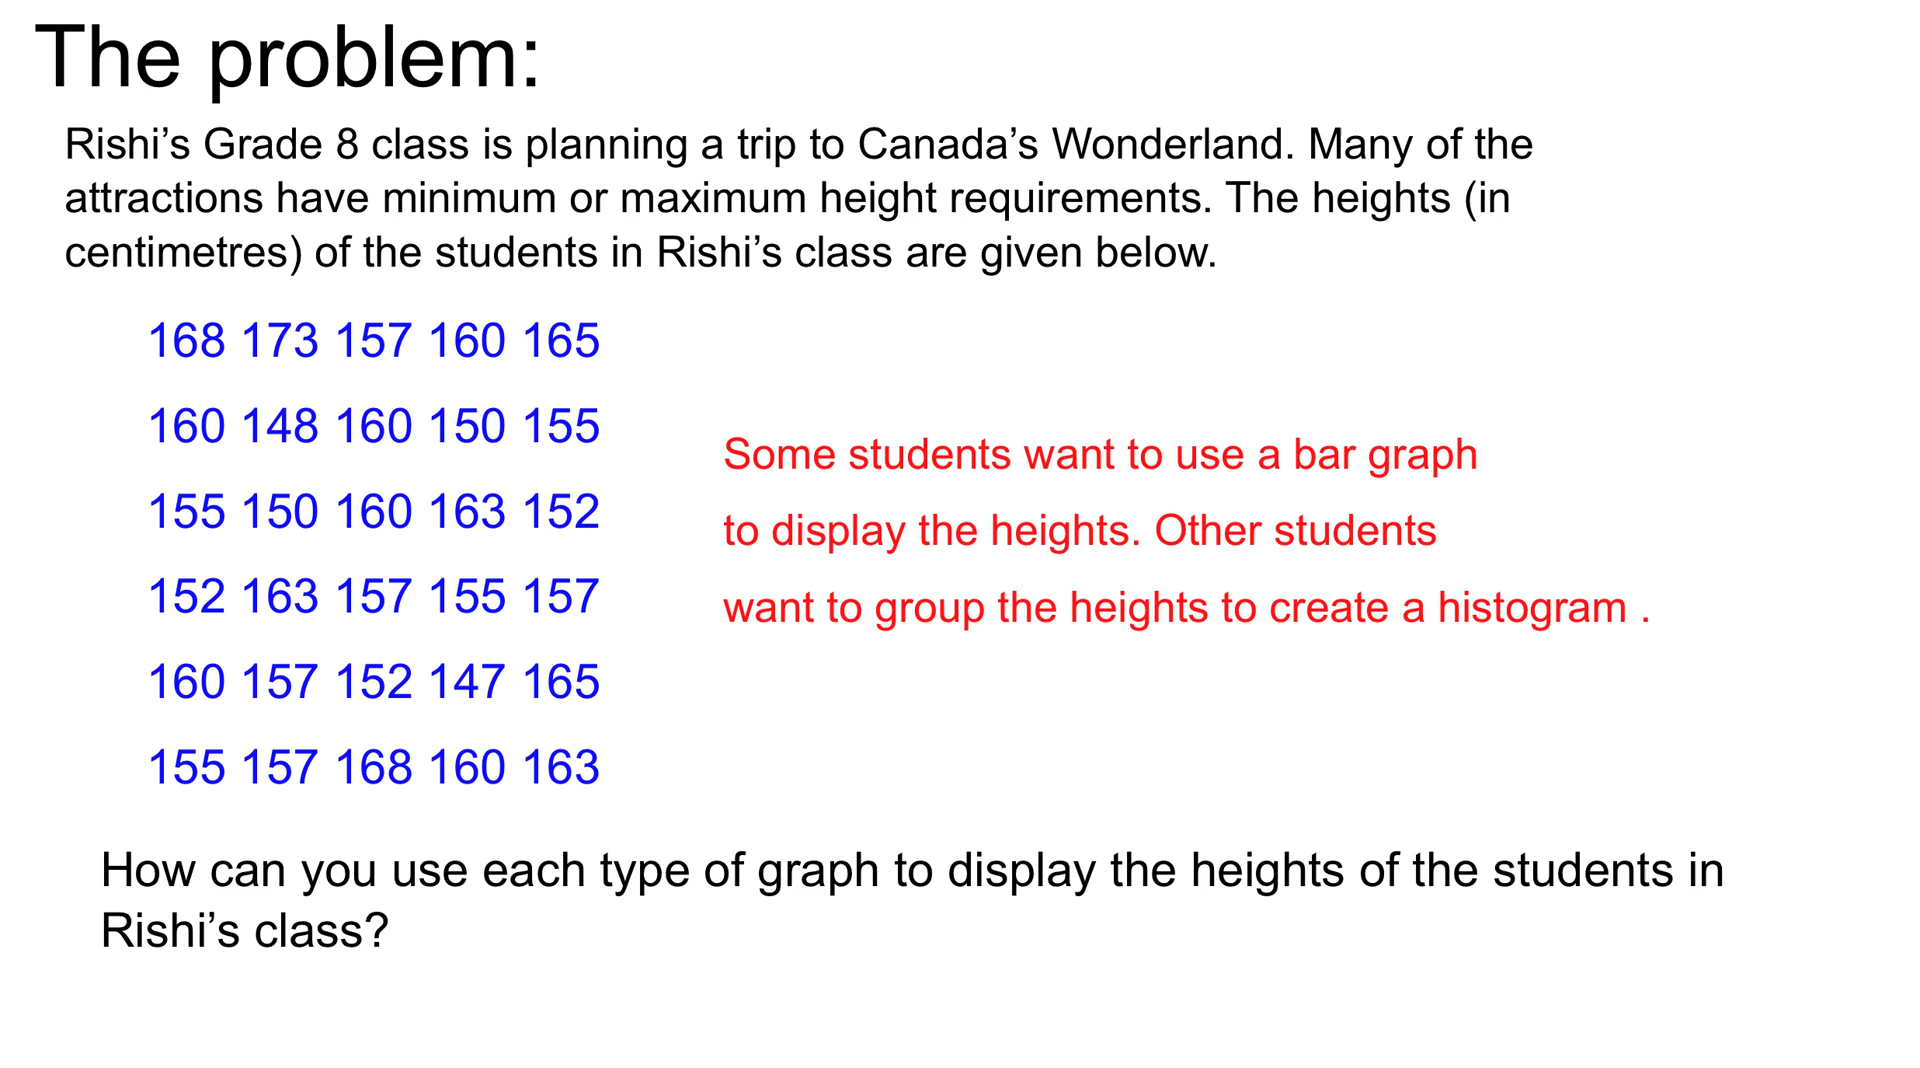 The problem:
Rishi’s Grade 8 class is planning a trip to Canada’s Wonderland. Many of the
attractions have minimum or maximum height requirements. The heights (in
centimetres) of the students in Rishi’s class are given below.
168 173 157 160 165
160 148 160 150 155
155 150 160 163 152
152 163 157 155 157
160 157 152 147 165
155 157 168 160 163
Some students want to use a bar graph
to display the heights. Other students
want to group the heights to create a histogram .
How can you use each type of graph to display the heights of the students in
Rishi’s class?